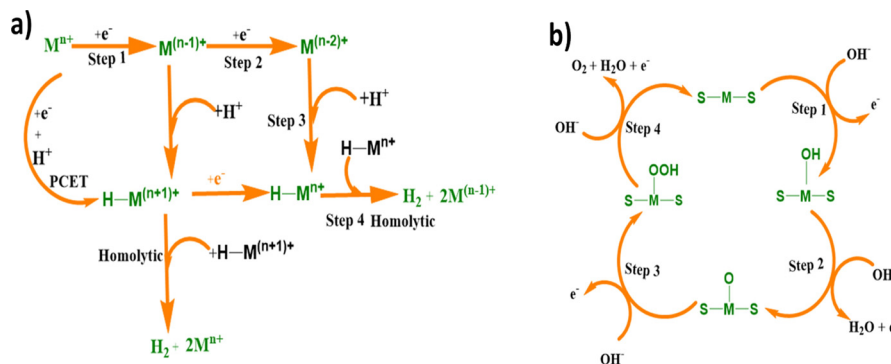 a)
Mⁿ⁺ +e⁻ Step 1 M⁽ⁿ⁻¹⁾⁺ +e⁻ Step 2 M⁽ⁿ⁻²⁾⁺
+e⁻
+
H⁺
PCET
+H⁺
Step 3
+H⁺
H—Mⁿ⁺
H—M⁽ⁿ⁺¹⁾⁺ +e⁻ H—Mⁿ⁺ Step 4 Homolytic H₂ + 2M⁽ⁿ⁻¹⁾⁺
Homolytic
+H—M⁽ⁿ⁺¹⁾⁺
H₂ + 2Mⁿ⁺
b)
O₂ + H₂O + e⁻
S—M—S
OH⁻
Step 1
e⁻
OH⁻
Step 4
OH
S—M—S
OOH
S—M—S
Step 2
OH
H₂O + e
Step 3
e⁻
O
S—M—S
OH⁻